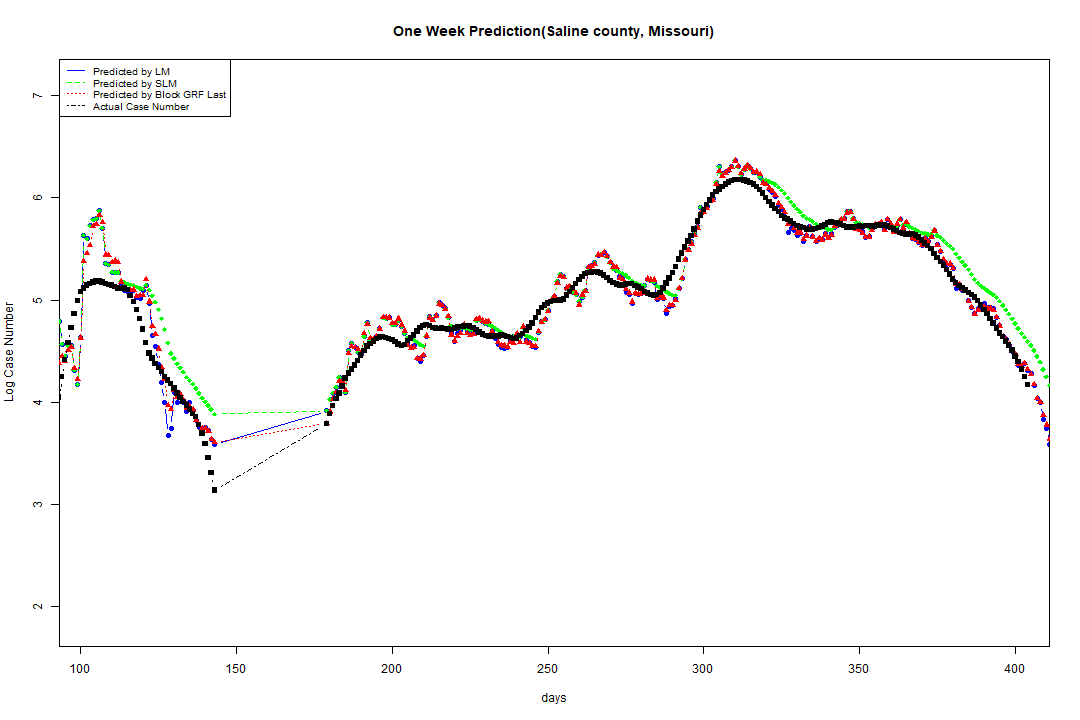 One Week Prediction(Saline county, Missouri)
Predicted by LM
Predicted by SLM
Predicted by Block GRF Last
Actual Case Number
7
6
5
4
3
2
Log Case Number
100 150 200 250 300 350 400
days